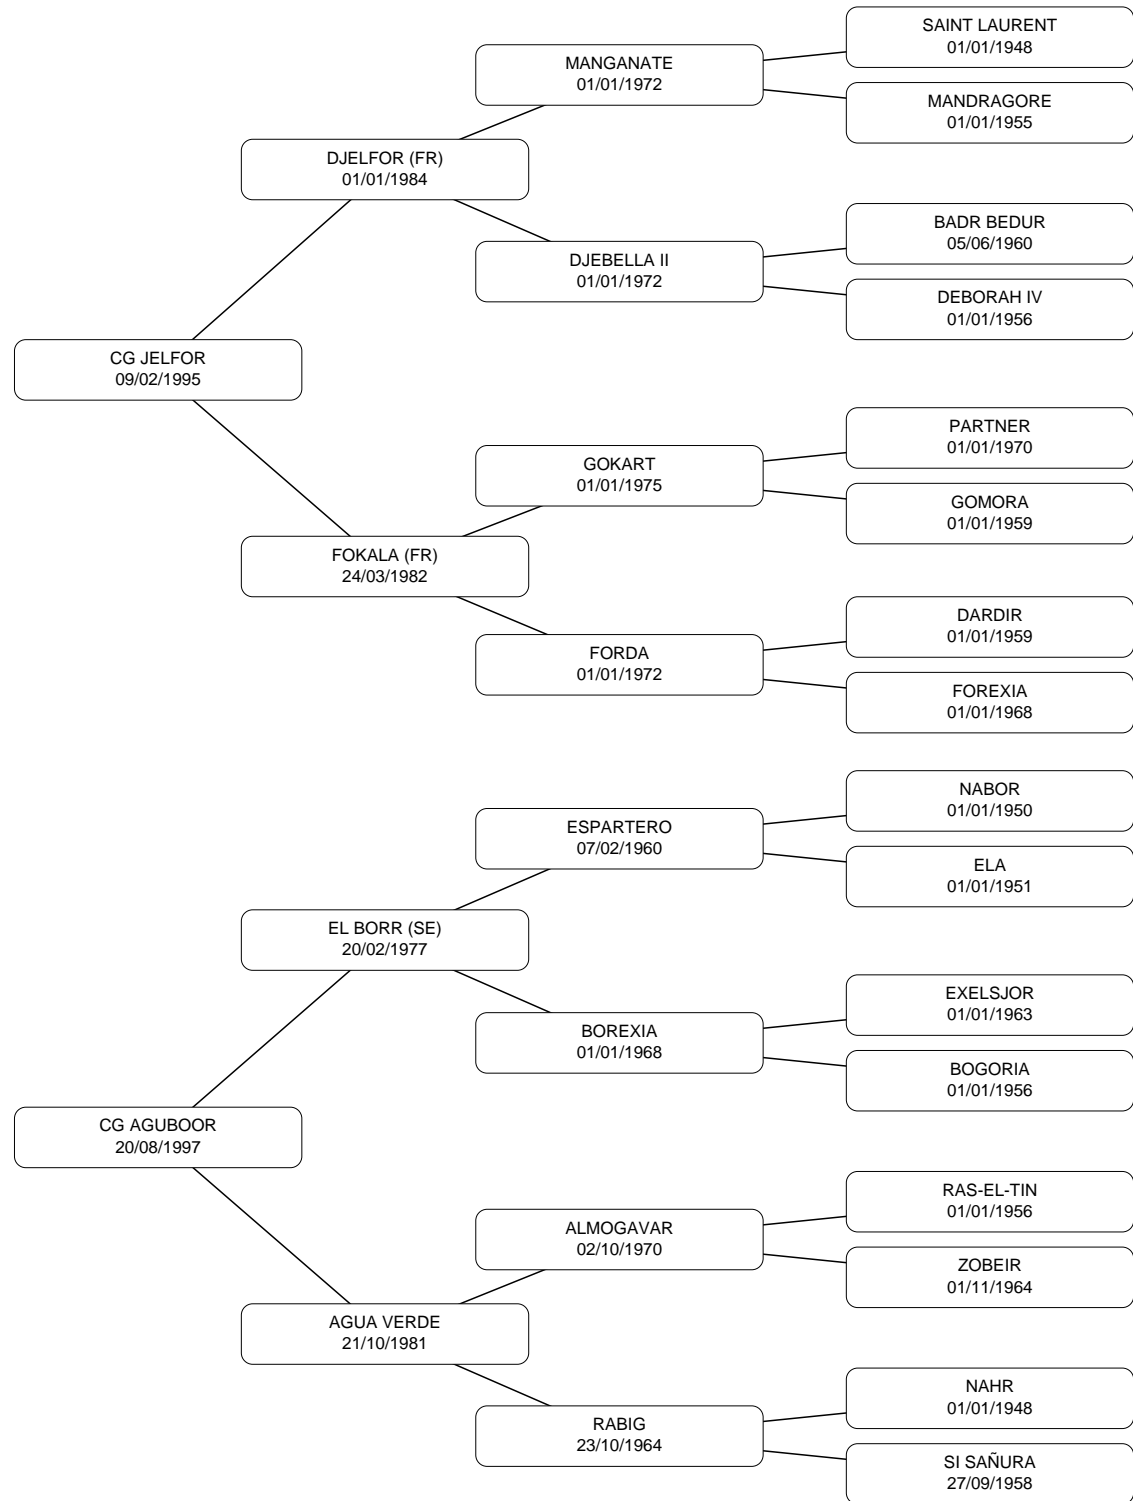 SAINT LAURENT
01/01/1948
MANGANATE
01/01/1972
MANDRAGORE
01/01/1955
DJELFOR (FR)
01/01/1984
BADR BEDUR
05/06/1960
DJEBELLA II
01/01/1972
DEBORAH IV
01/01/1956
CG JELFOR
09/02/1995
PARTNER
01/01/1970
GOKART
01/01/1975
GOMORA
01/01/1959
FOKALA (FR)
24/03/1982
DARDIR
01/01/1959
FORDA
01/01/1972
FOREXIA
01/01/1968
NABOR
01/01/1950
ESPARTERO
07/02/1960
ELA
01/01/1951
EL BORR (SE)
20/02/1977
EXELSJOR
01/01/1963
BOREXIA
01/01/1968
BOGORIA
01/01/1956
CG AGUBOOR
20/08/1997
RAS-EL-TIN
01/01/1956
ALMOGAVAR
02/10/1970
ZOBEIR
01/11/1964
AGUA VERDE
21/10/1981
NAHR
01/01/1948
RABIG
23/10/1964
SI SAÑURA
27/09/1958